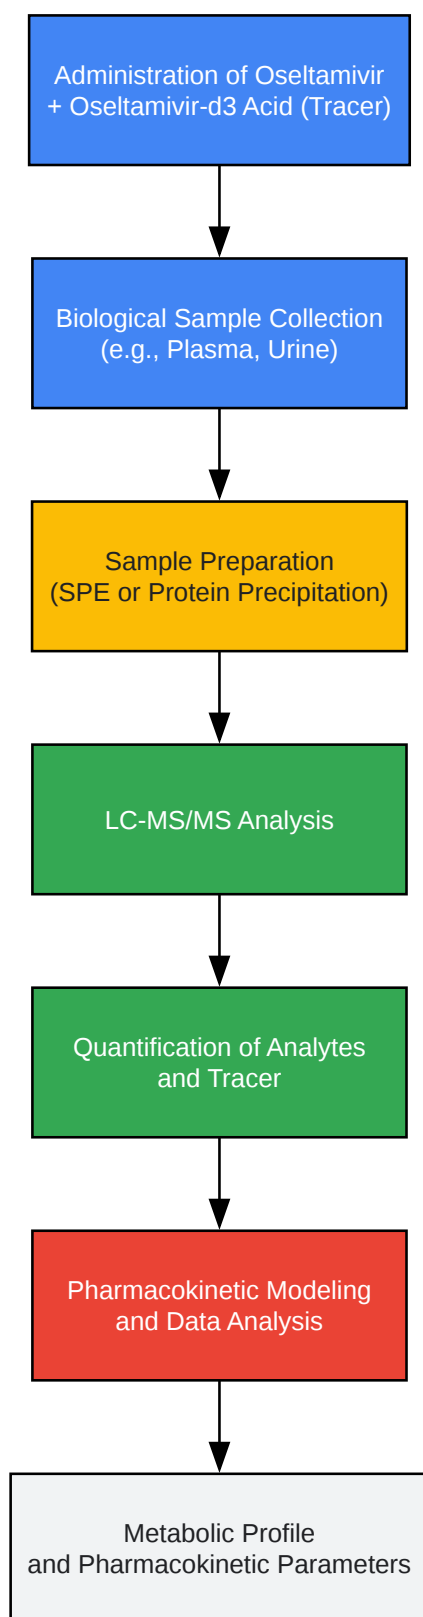 Administration of Oseltamivir
+ Oseltamivir-d3 Acid (Tracer)
Biological Sample Collection
(e.g., Plasma, Urine)
Sample Preparation
(SPE or Protein Precipitation)
LC-MS/MS Analysis
Quantification of Analytes
and Tracer
Pharmacokinetic Modeling
and Data Analysis
Metabolic Profile
and Pharmacokinetic Parameters